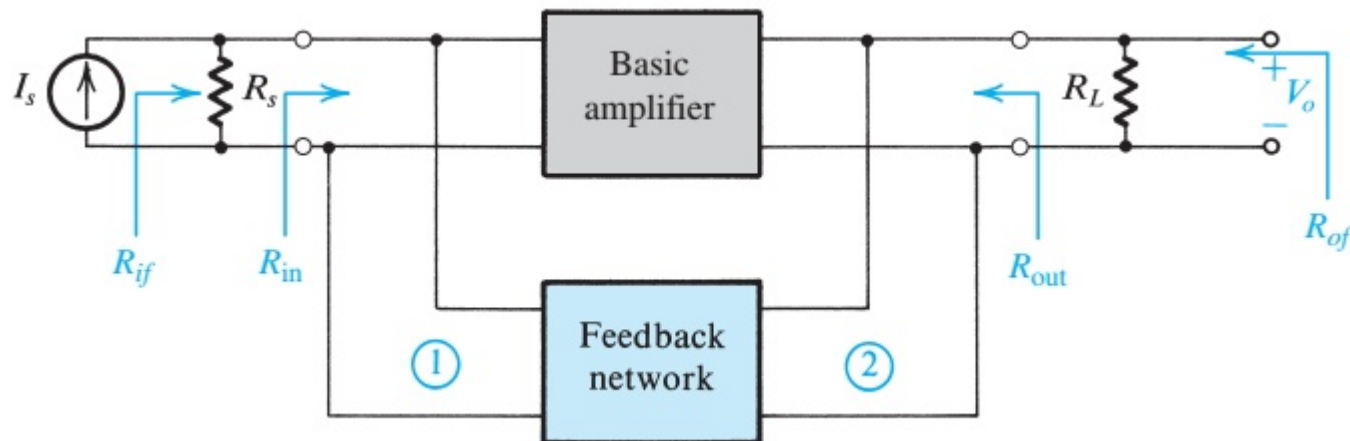 Basic
amplifier
I_s
R_s
R_L
+
V_o
−
R_if
R_in
R_out
R_of
Feedback
network
1
2